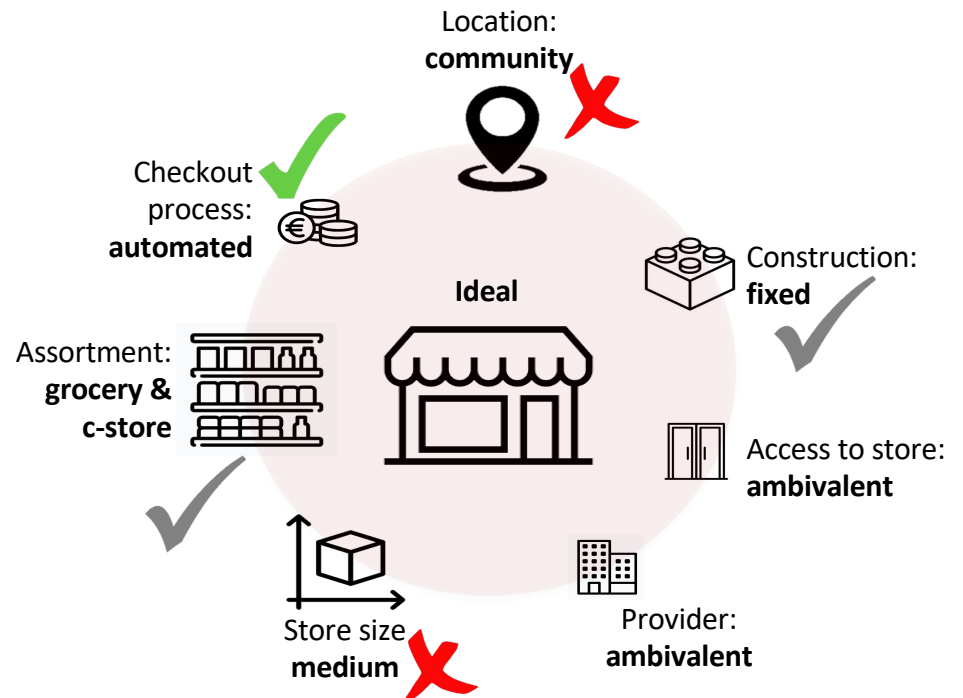 Location:
community
Checkout
process:
automated
€
Construction:
fixed
Ideal
Assortment:
grocery &
c-store
Access to store:
ambivalent
Store size
medium
Provider:
ambivalent